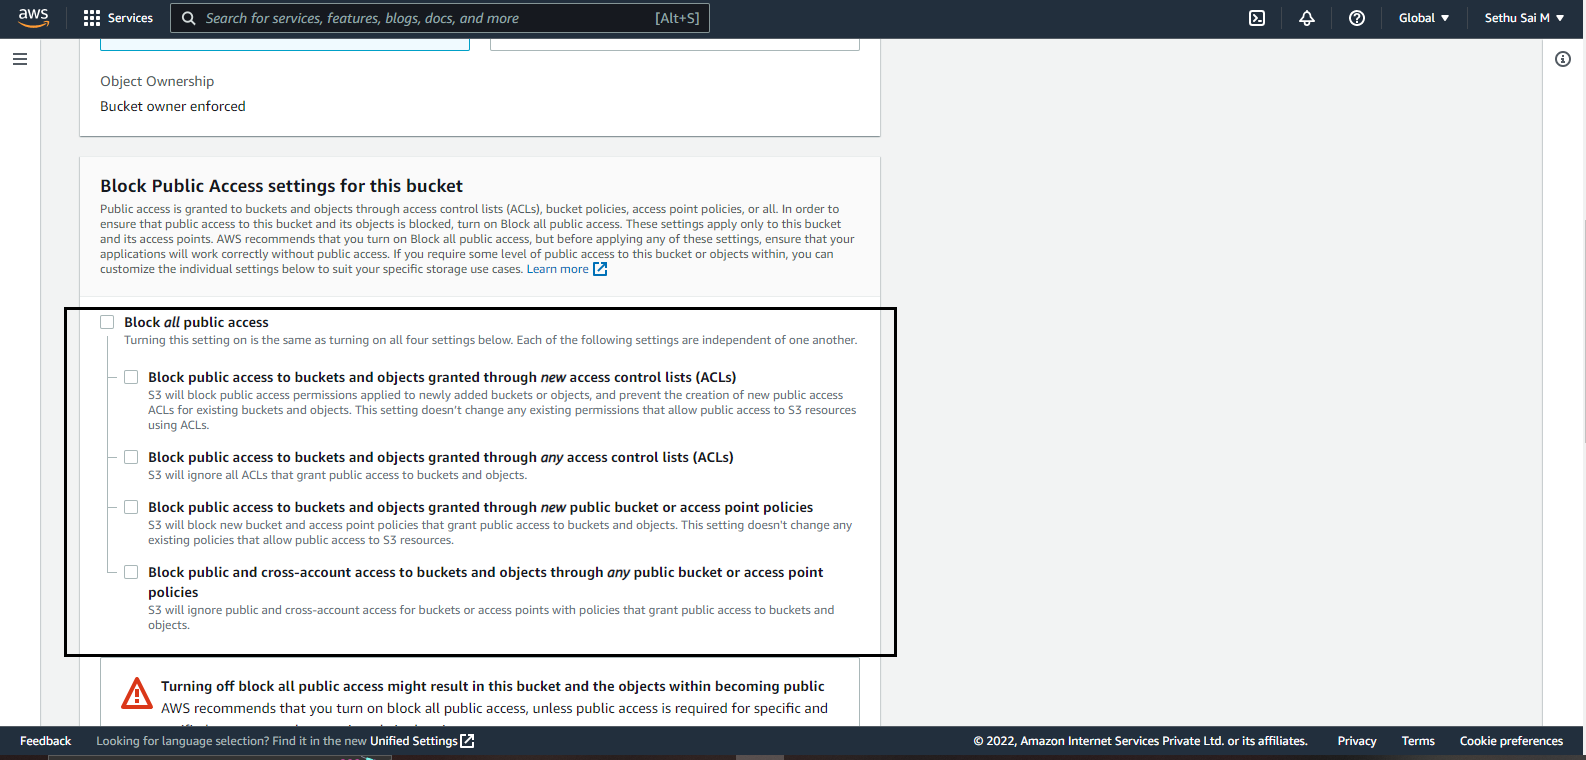 aws Services Search for services, features, blogs, docs, and more [Alt+S] Global Sethu Sai M
Object Ownership
Bucket owner enforced
Block Public Access settings for this bucket
Public access is granted to buckets and objects through access control lists (ACLs), bucket policies, access point policies, or all. In order to
ensure that public access to this bucket and its objects is blocked, turn on Block all public access. These settings apply only to this bucket
and its access points. AWS recommends that you turn on Block all public access, but before applying any of these settings, ensure that your
applications will work correctly without public access. If you require some level of public access to this bucket or objects within, you can
customize the individual settings below to suit your specific storage use cases. Learn more
Block all public access
Turning this setting on is the same as turning on all four settings below. Each of the following settings are independent of one another.
Block public access to buckets and objects granted through new access control lists (ACLs)
S3 will block public access permissions applied to newly added buckets or objects, and prevent the creation of new public access
ACLs for existing buckets and objects. This setting doesn't change any existing permissions that allow public access to S3 resources
using ACLs.
Block public access to buckets and objects granted through any access control lists (ACLs)
S3 will ignore all ACLs that grant public access to buckets and objects.
Block public access to buckets and objects granted through new public bucket or access point policies
S3 will block new bucket and access point policies that grant public access to buckets and objects. This setting doesn't change any
existing policies that allow public access to S3 resources.
Block public and cross-account access to buckets and objects through any public bucket or access point
policies
S3 will ignore public and cross-account access for buckets or access points with policies that grant public access to buckets and
objects.
Turning off block all public access might result in this bucket and the objects within becoming public
AWS recommends that you turn on block all public access, unless public access is required for specific and
Feedback Looking for language selection? Find it in the new Unified Settings © 2022, Amazon Internet Services Private Ltd. or its affiliates. Privacy Terms Cookie preferences